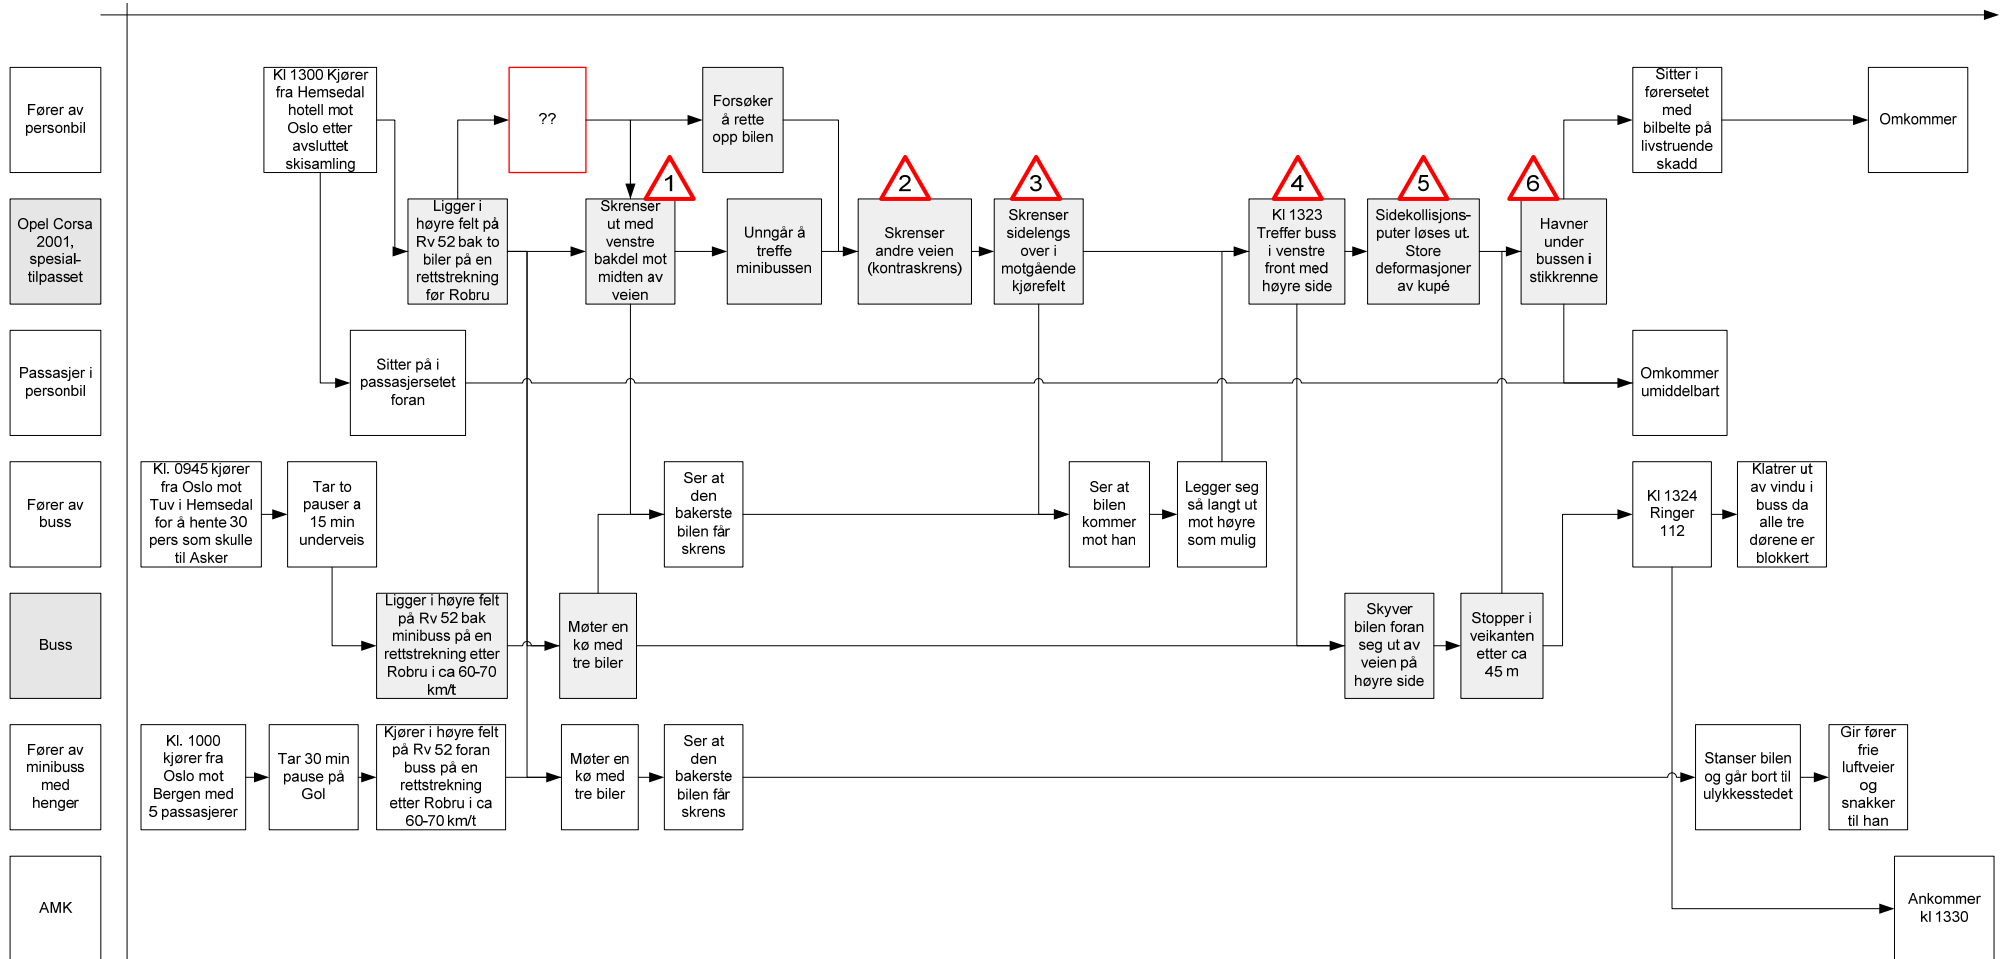 Fører av
personbil
Kl 1300 Kjører
fra Hemsedal
hotell mot
Oslo etter
avsluttet
skisamling
??
Forsøker
å rette
opp bilen
Sitter i
førersetet
med
bilbelte på
livstruende
skadd
Omkommer
1
2
3
4
5
6
Opel Corsa
2001,
spesial-
tilpasset
Ligger i
høyre felt på
Rv 52 bak to
biler på en
rettstrekning
før Robru
Skrenser
ut med
venstre
bakdel mot
midten av
veien
Unngår å
treffe
minibussen
Skrenser
andre veien
(kontraskrens)
Skrenser
sidelengs
over i
motgående
kjørefelt
Kl 1323
Treffer buss
i venstre
front med
høyre side
Sidekollisjons-
puter løses ut.
Store
deformasjoner
av kupé
Havner
under
bussen i
stikkrenne
Passasjer i
personbil
Sitter på i
passasjersetet
foran
Omkommer
umiddelbart
Fører av
buss
Kl. 0945 kjører
fra Oslo mot
Tuv i Hemsedal
for å hente 30
pers som skulle
til Asker
Tar to
pauser a
15 min
underveis
Ser at
den
bakerste
bilen får
skrens
Ser at
bilen
kommer
mot han
Legger seg
så langt ut
mot høyre
som mulig
Kl 1324
Ringer
112
Klatrer ut
av vindu i
buss da
alle tre
dørene er
blokkert
Buss
Ligger i høyre felt
på Rv 52 bak
minibuss på en
rettstrekning etter
Robru i ca 60-70
km/t
Møter en
kø med
tre biler
Skyver
bilen foran
seg ut av
veien på
høyre side
Stopper i
veikanten
etter ca
45 m
Fører av
minibuss
med
henger
Kl. 1000
kjører fra
Oslo mot
Bergen med
5 passasjerer
Tar 30 min
pause på
Gol
Kjører i høyre felt
på Rv 52 foran
buss på en
rettstrekning
etter Robru i ca
60-70 km/t
Møter en
kø med
tre biler
Ser at
den
bakerste
bilen får
skrens
Stanser bilen
og går bort til
ulykkesstedet
Gir fører
frie
luftveier
og
snakker
til han
AMK
Ankommer
kl 1330